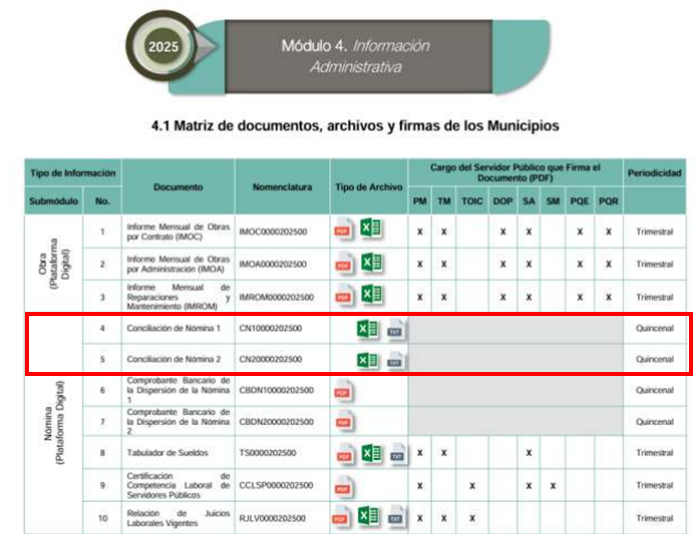 2025
Módulo 4. Información
Administrativa
4.1 Matriz de documentos, archivos y firmas de los Municipios
Tipo de Información
Documento
Nomenclatura
Tipo de Archivo
Cargo del Servidor Público que Firma el
Documento (PDF)
Periodicidad
Submódulo No. PM TM TOIC DOP SA SM PQE PQR
Obra
(Plataforma
Digital)
1 Informe Mensual de Obras
por Contrato (IMOC) IMOC0000202500 PDF X X X X X X X Trimestral
2 Informe Mensual de Obras
por Administración (IMOA) IMOA0000202500 PDF X X X X X X X Trimestral
3 Informe Mensual de
Reparaciones y
Mantenimiento (IMROM) IMROM0000202500 PDF X X X X X X X Trimestral
4 Conciliación de Nómina 1 CN10000202500 X TXT Quincenal
5 Conciliación de Nómina 2 CN20000202500 X TXT Quincenal
Nómina
(Plataforma Digital)
6 Comprobante Bancario de
la Dispersión de la Nómina
1 CBDN10000202500 PDF Quincenal
7 Comprobante Bancario de
la Dispersión de la Nómina
2 CBDN20000202500 PDF Quincenal
8 Tabulador de Sueldos TS0000202500 PDF X TXT X X X Trimestral
9 Certificación de
Competencia Laboral de
Servidores Públicos CCLSP0000202500 PDF X X X X Trimestral
10 Relación de Juicios
Laborales Vigentes RJLV0000202500 PDF X TXT X X X Trimestral